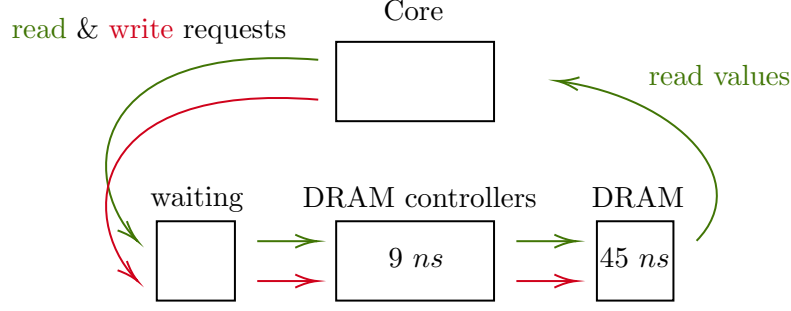 Core
read & write requests
read values
waiting
DRAM controllers
DRAM
9 ns
45 ns